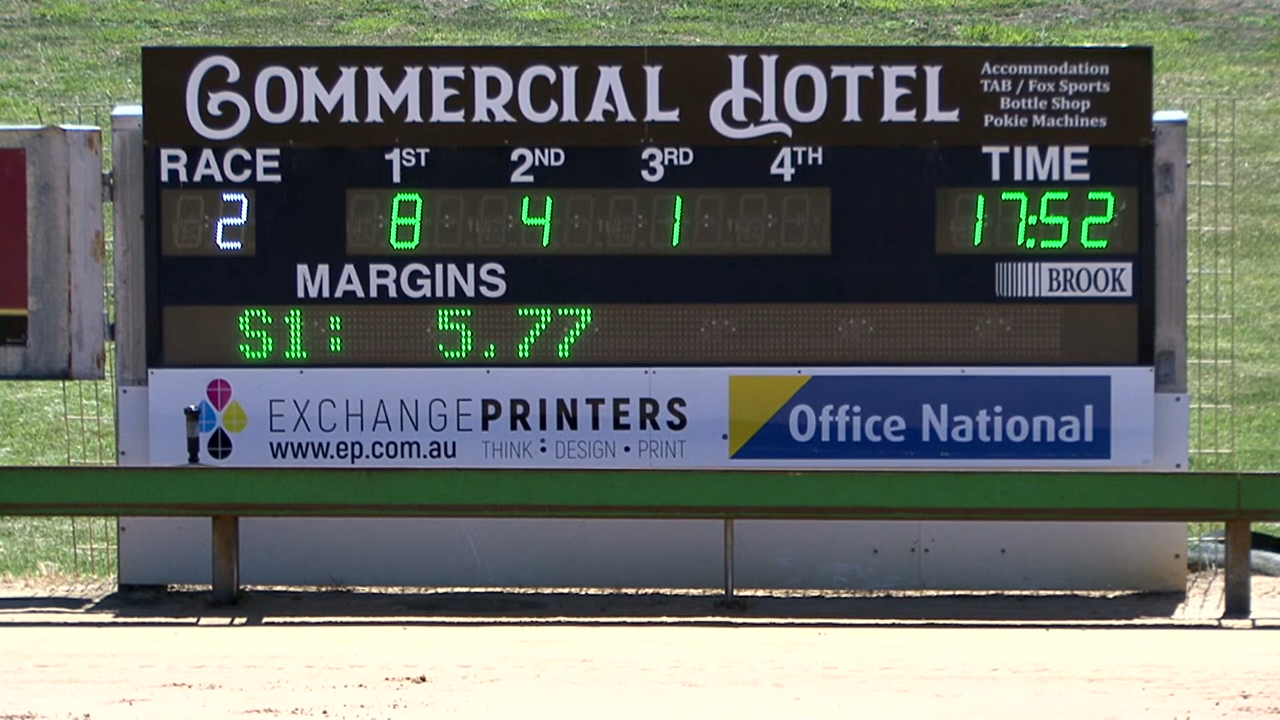 COMMERCIAL HOTEL
Accommodation
TAB / Fox Sports
Bottle Shop
Pokie Machines
RACE 1ST 2ND 3RD 4TH TIME
2 8 4 1 17:52
MARGINS
BROOK
S1: 5.77
EXCHANGEPRINTERS
www.ep.com.au THINK : DESIGN • PRINT
Office National